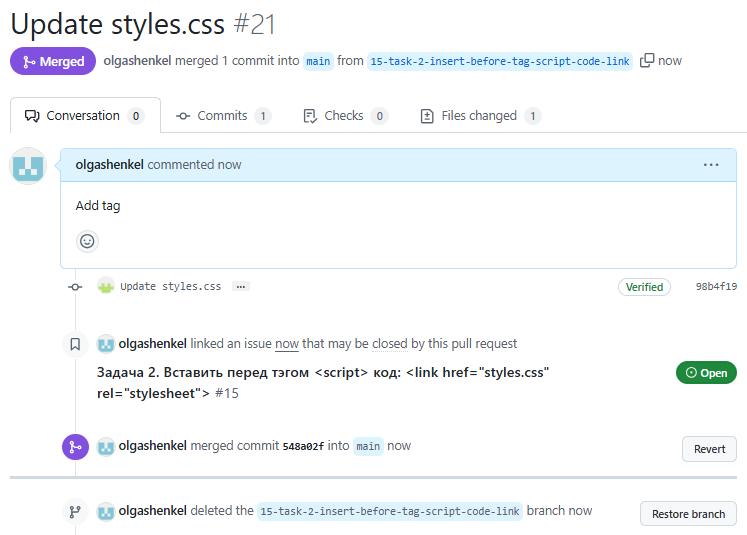 Update styles.css #21
Merged olgashenkel merged 1 commit into main from 15-task-2-insert-before-tag-script-code-link now
Conversation 0 Commits 1 Checks 0 Files changed 1
olgashenkel commented now ...
Add tag
Update styles.css ... Verified 98b4f19
olgashenkel linked an issue now that may be closed by this pull request
Задача 2. Вставить перед тэгом <script> код: <link href="styles.css"
rel="stylesheet"> #15
Open
olgashenkel merged commit 548a02f into main now Revert
olgashenkel deleted the 15-task-2-insert-before-tag-script-code-link branch now Restore branch